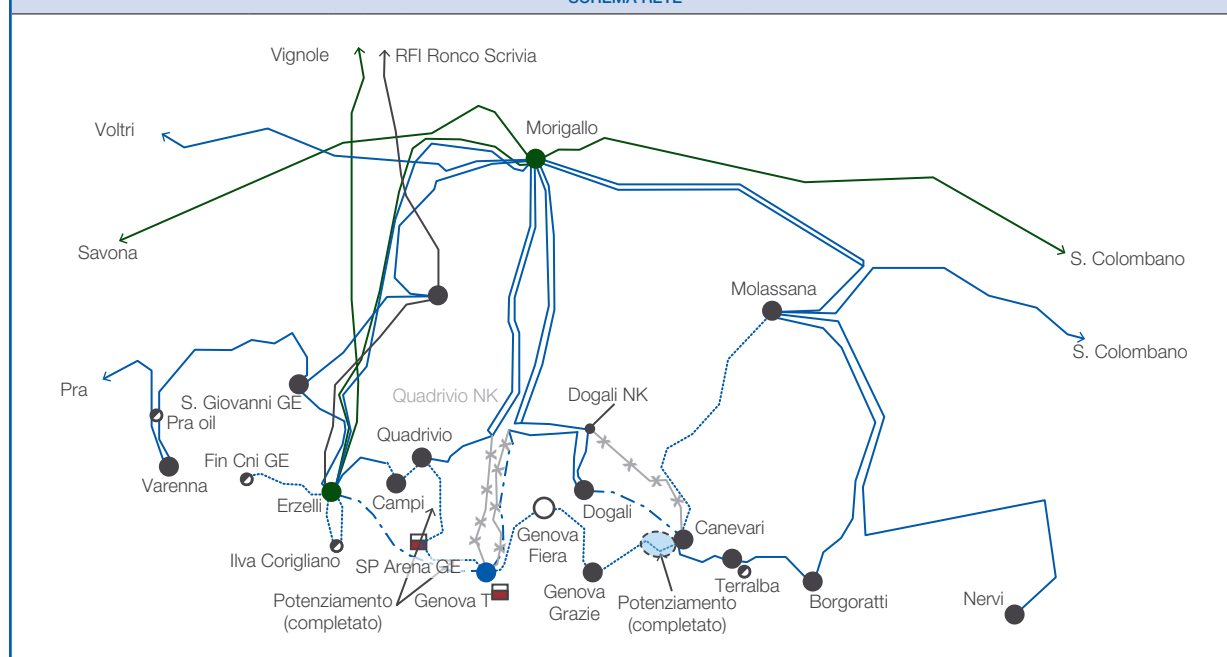 SCHEMA RETE
Vignole
RFI Ronco Scrivia
Voltri
Morigallo
Savona
S. Colombano
Molassana
S. Colombano
Pra
S. Giovanni GE
Pra oil
Quadrivio NK
Dogali NK
Quadrivio
Varenna
Fin Cni GE
Erzelli
Campi
Dogali
Genova
Fiera
Canevari
Ilva Corigliano
SP Arena GE
Genova T
Potenziamento
(completato)
Genova
Grazie
Potenziamento
(completato)
Terralba
Borgoratti
Nervi